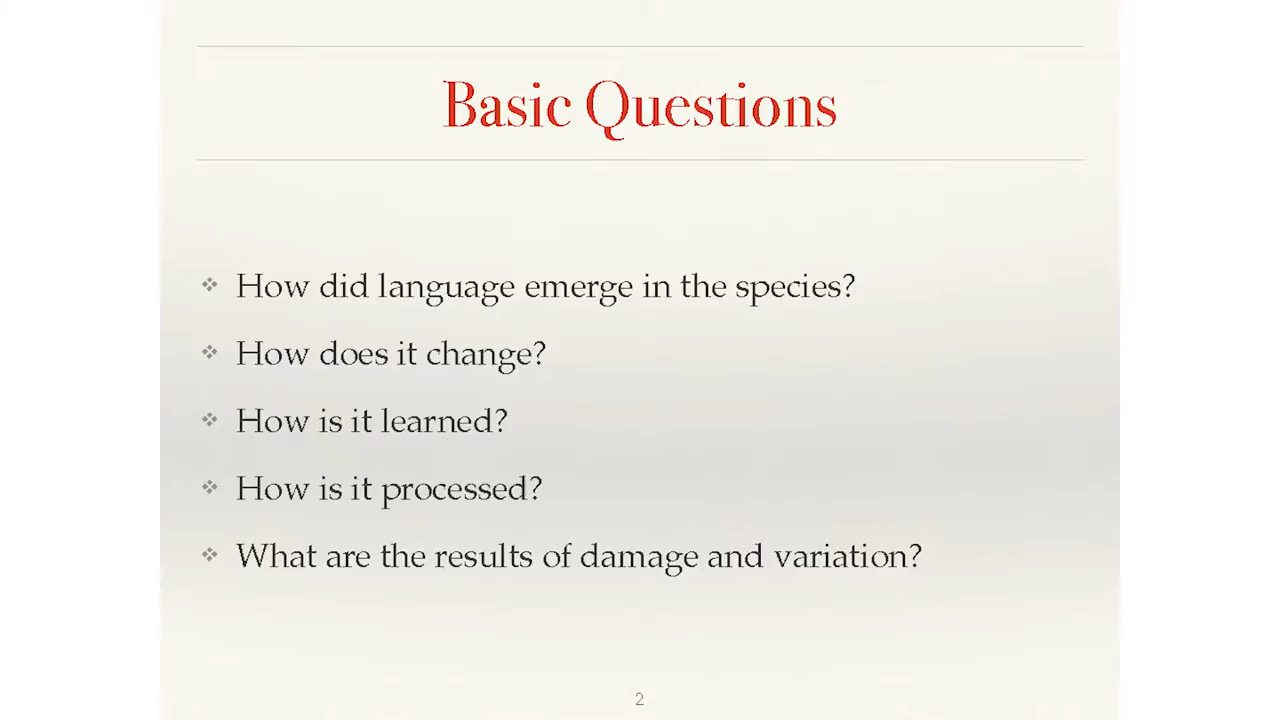 Basic Questions
How did language emerge in the species?
How does it change?
How is it learned?
How is it processed?
What are the results of damage and variation?
2